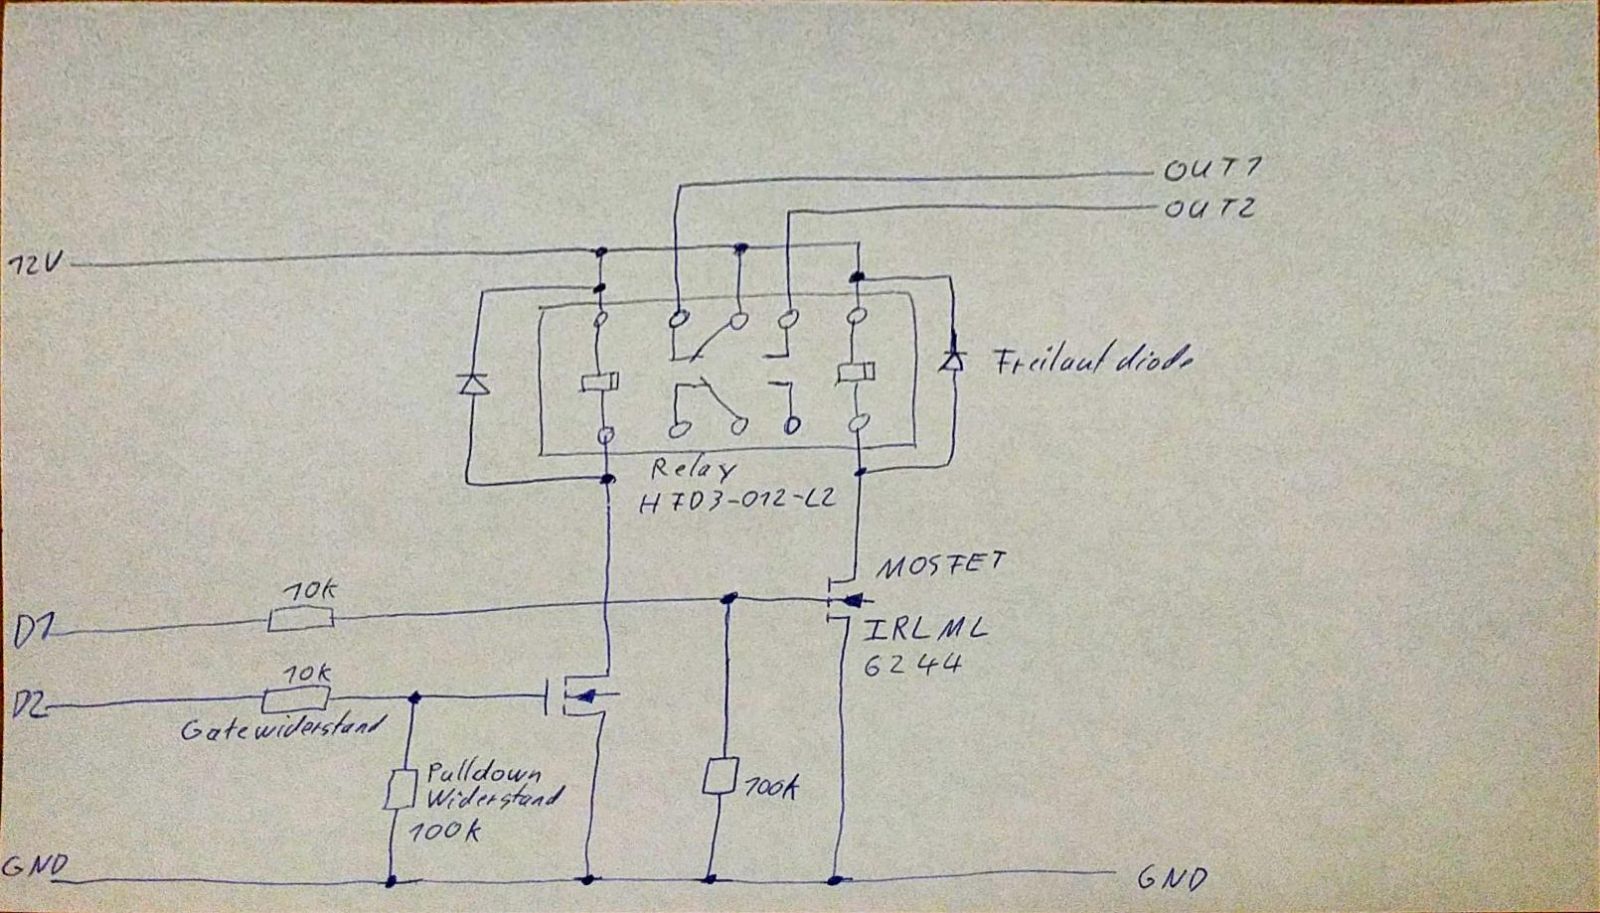 OUT1
OUT2
12V
Freilaufdiode
Relay
HFD3-012-L2
MOSFET
10k
D1
IRLML
6244
10k
D2
Gatewiderstand
Pulldown
Widerstand
100k
100k
GND
GND